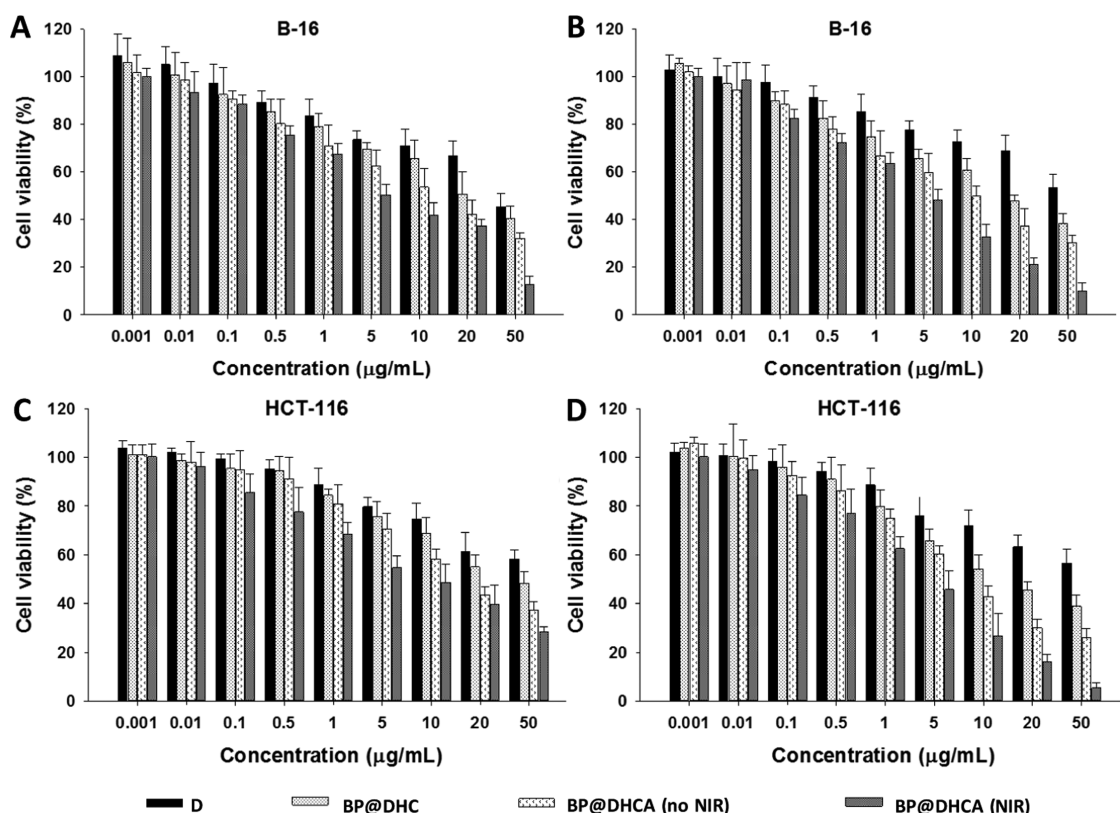 A
B-16
Cell viability (%)
120
100
80
60
40
20
0
0.001 0.01 0.1 0.5 1 5 10 20 50
Concentration (μg/mL)
B
B-16
Cell viability (%)
120
100
80
60
40
20
0
0.001 0.01 0.1 0.5 1 5 10 20 50
Concentration (μg/mL)
C
HCT-116
Cell viability (%)
120
100
80
60
40
20
0
0.001 0.01 0.1 0.5 1 5 10 20 50
Concentration (μg/mL)
D
HCT-116
Cell viability (%)
120
100
80
60
40
20
0
0.001 0.01 0.1 0.5 1 5 10 20 50
Concentration (μg/mL)
D BP@DHC BP@DHCA (no NIR) BP@DHCA (NIR)